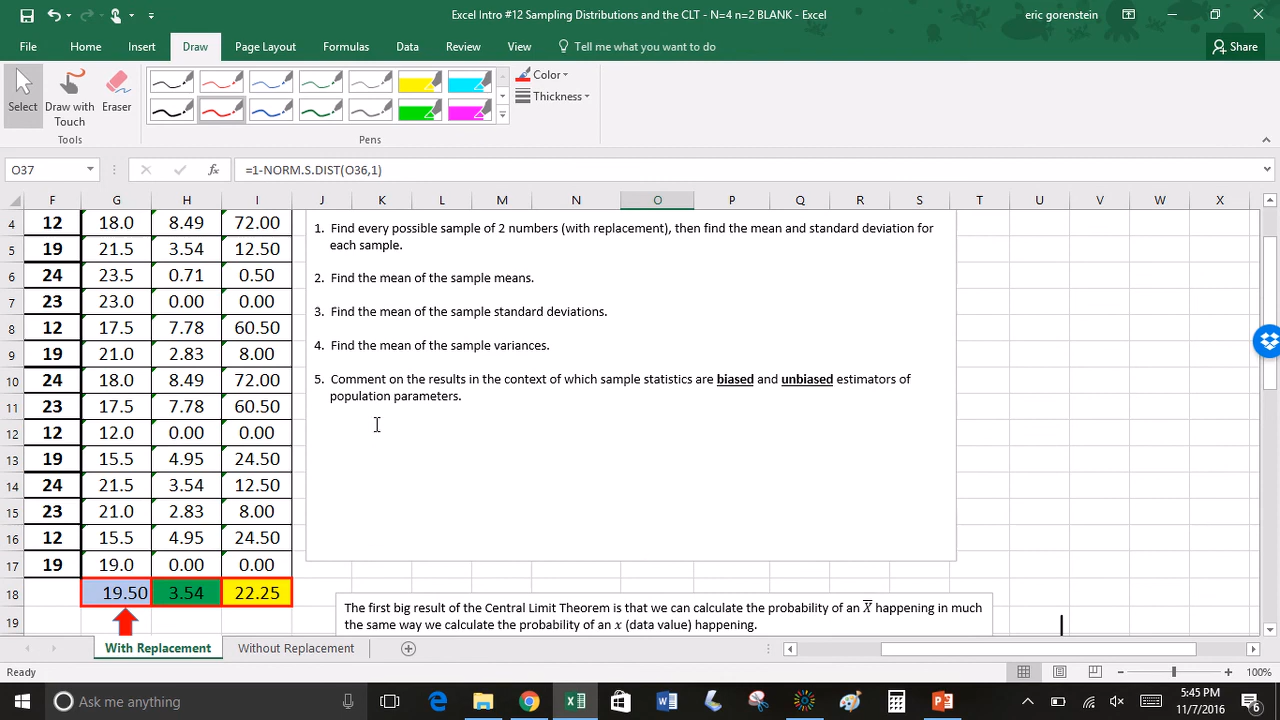 Excel Intro #12 Sampling Distributions and the CLT - N=4 n=2 BLANK - Excel
eric gorenstein
File Home Insert Draw Page Layout Formulas Data Review View Tell me what you want to do Share
Select Draw with Touch Eraser
Color
Thickness
Tools Pens
O37 fx =1-NORM.S.DIST(O36,1)
F G H I J K L M N O P Q R S T U V W X
4 12 18.0 8.49 72.00
5 19 21.5 3.54 12.50
6 24 23.5 0.71 0.50
7 23 23.0 0.00 0.00
8 12 17.5 7.78 60.50
9 19 21.0 2.83 8.00
10 24 18.0 8.49 72.00
11 23 17.5 7.78 60.50
12 12 12.0 0.00 0.00
13 19 15.5 4.95 24.50
14 24 21.5 3.54 12.50
15 23 21.0 2.83 8.00
16 12 15.5 4.95 24.50
17 19 19.0 0.00 0.00
18 19.50 3.54 22.25
19
1. Find every possible sample of 2 numbers (with replacement), then find the mean and standard deviation for
each sample.
2. Find the mean of the sample means.
3. Find the mean of the sample standard deviations.
4. Find the mean of the sample variances.
5. Comment on the results in the context of which sample statistics are biased and unbiased estimators of
population parameters.
The first big result of the Central Limit Theorem is that we can calculate the probability of an X̅ happening in much
the same way we calculate the probability of an x (data value) happening.
With Replacement Without Replacement
Ready 100%
Ask me anything
5:45 PM
11/7/2016
6